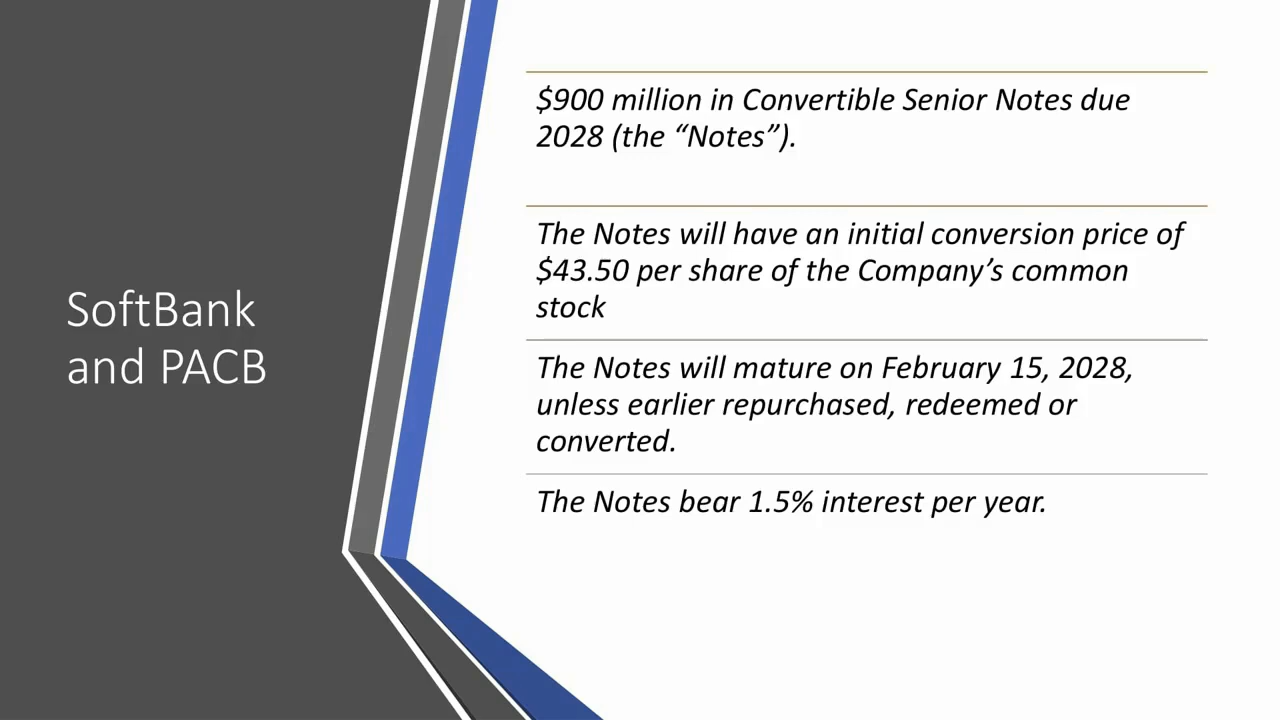 SoftBank
and PACB
$900 million in Convertible Senior Notes due
2028 (the “Notes”).
The Notes will have an initial conversion price of
$43.50 per share of the Company’s common
stock
The Notes will mature on February 15, 2028,
unless earlier repurchased, redeemed or
converted.
The Notes bear 1.5% interest per year.